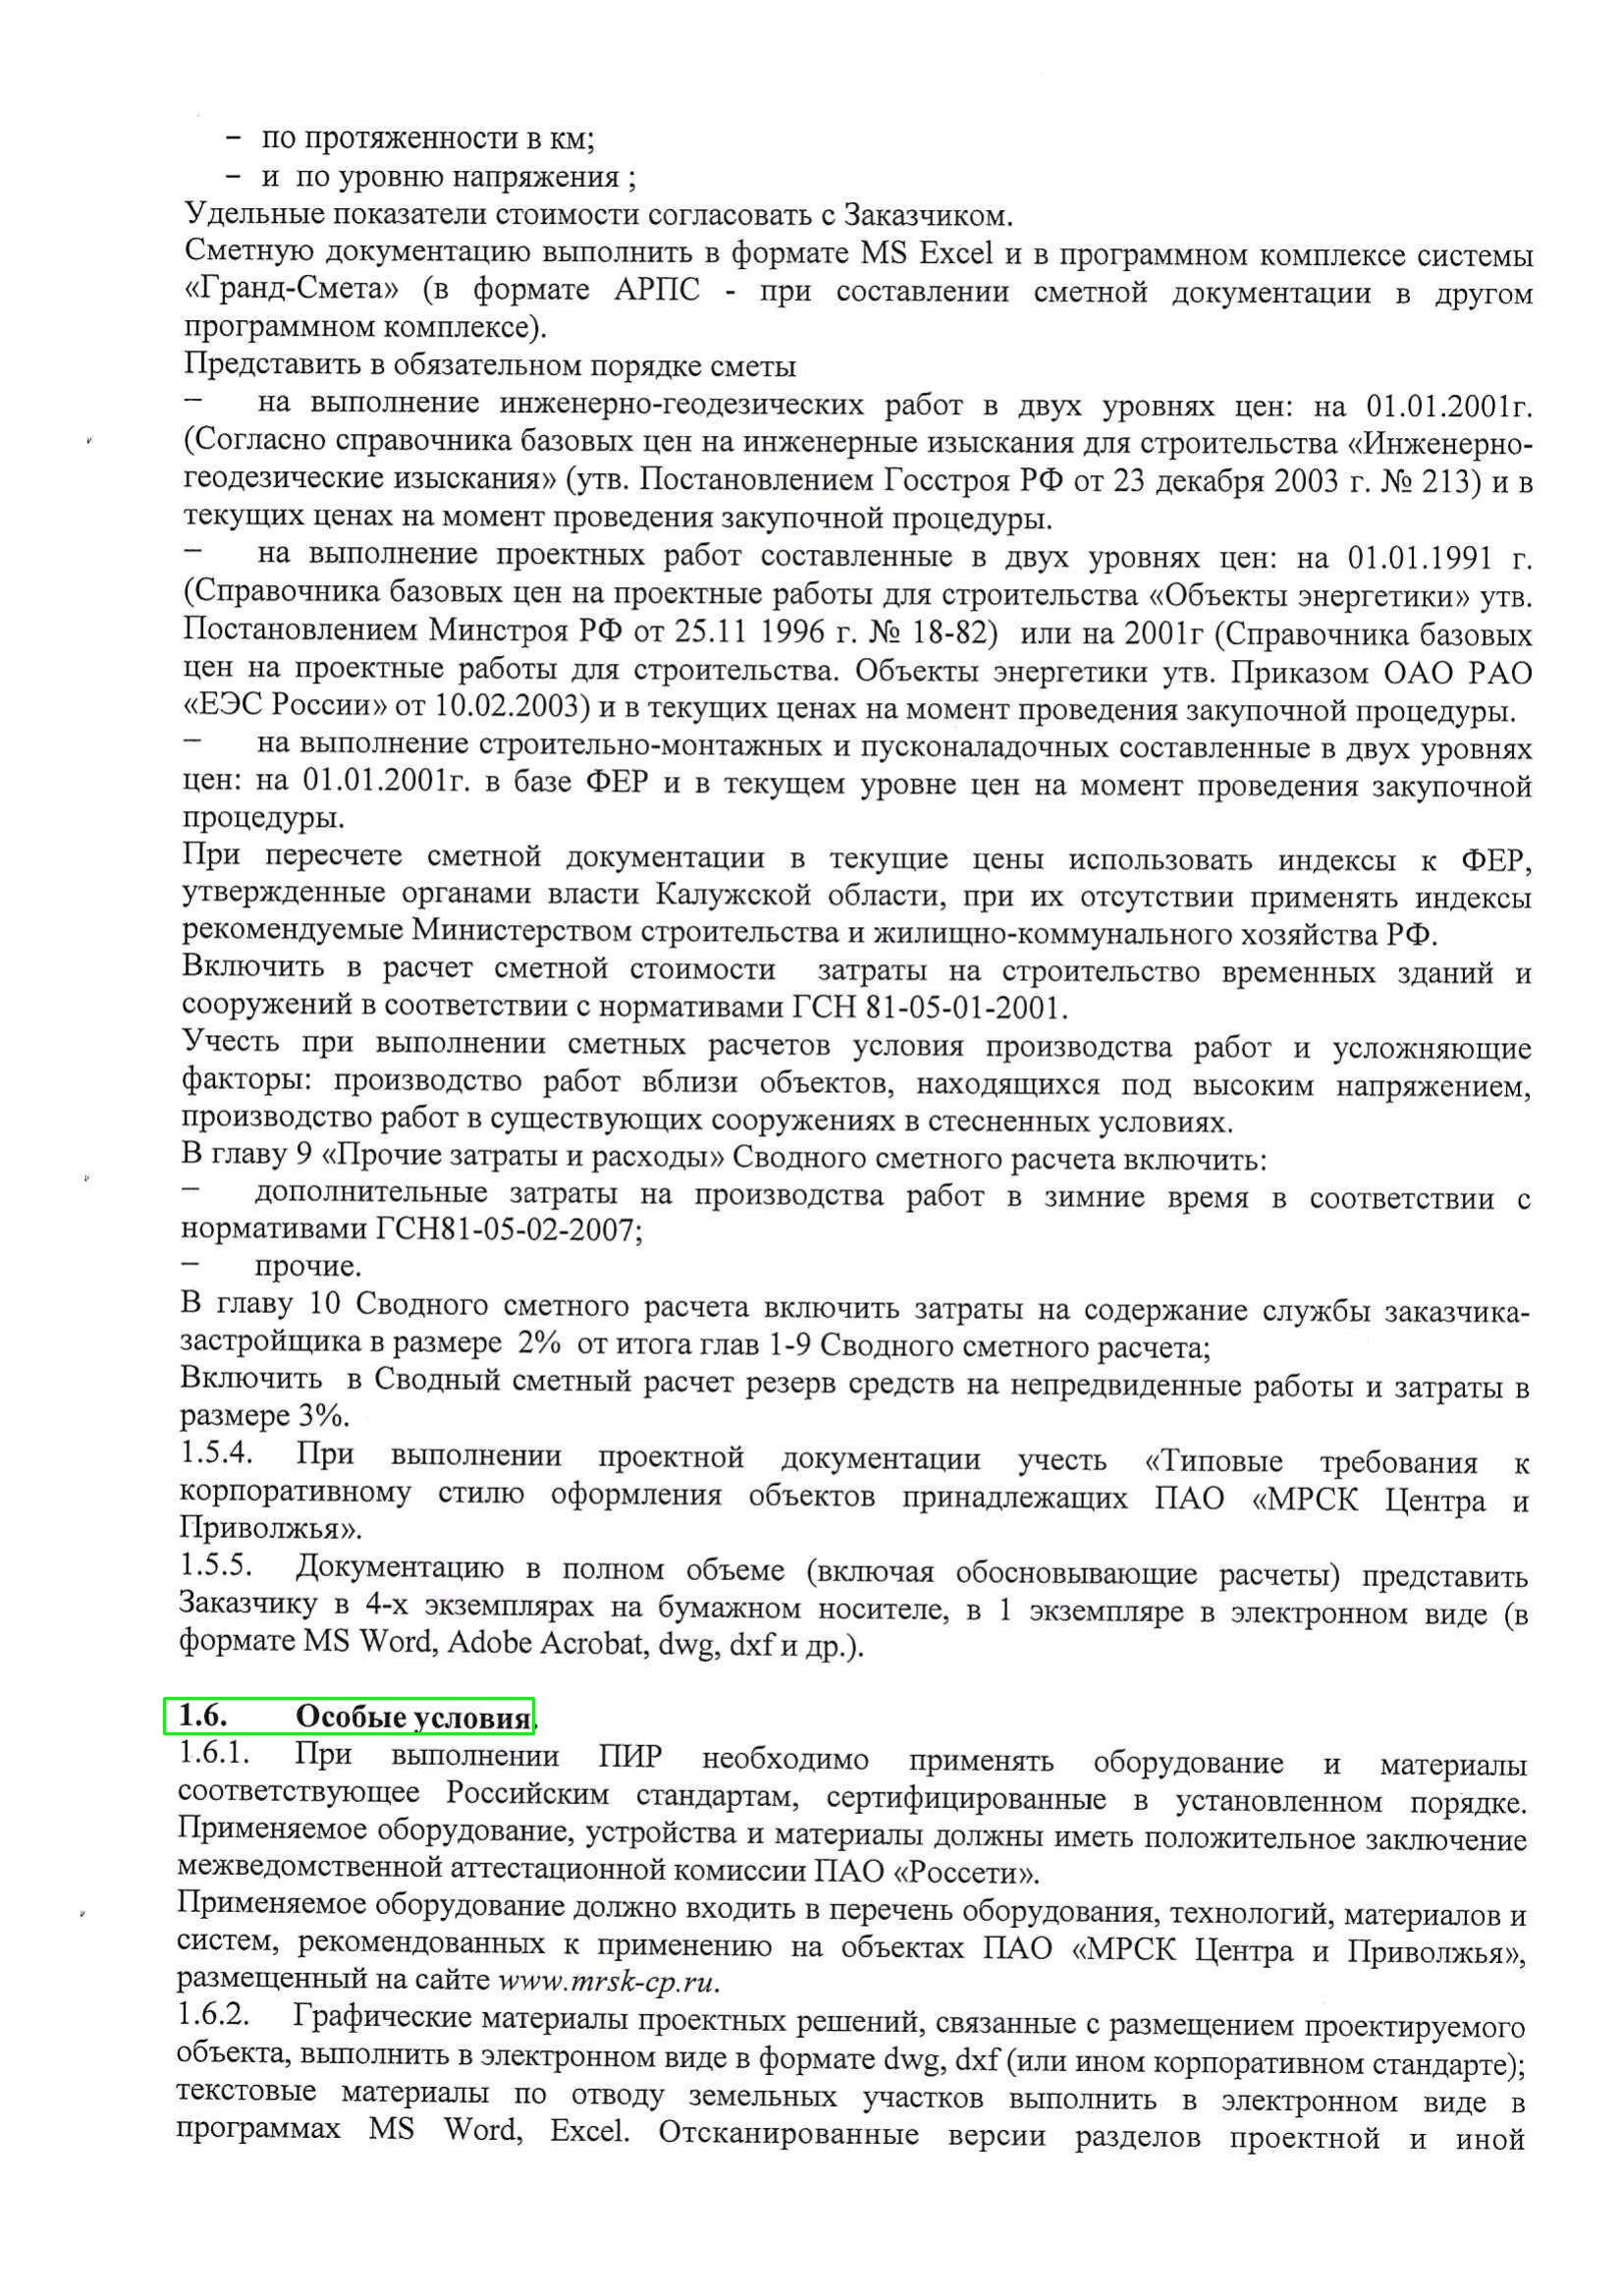 – по протяженности в км;
– и по уровню напряжения ;
Удельные показатели стоимости согласовать с Заказчиком.
Сметную документацию выполнить в формате MS Excel и в программном комплексе системы
«Гранд-Смета» (в формате АРПС - при составлении сметной документации в другом
программном комплексе).
Представить в обязательном порядке сметы
– на выполнение инженерно-геодезических работ в двух уровнях цен: на 01.01.2001г.
(Согласно справочника базовых цен на инженерные изыскания для строительства «Инженерно-
геодезические изыскания» (утв. Постановлением Госстроя РФ от 23 декабря 2003 г. № 213) и в
текущих ценах на момент проведения закупочной процедуры.
– на выполнение проектных работ составленные в двух уровнях цен: на 01.01.1991 г.
(Справочника базовых цен на проектные работы для строительства «Объекты энергетики» утв.
Постановлением Минстроя РФ от 25.11 1996 г. № 18-82) или на 2001г (Справочника базовых
цен на проектные работы для строительства. Объекты энергетики утв. Приказом ОАО РАО
«ЕЭС России» от 10.02.2003) и в текущих ценах на момент проведения закупочной процедуры.
– на выполнение строительно-монтажных и пусконаладочных составленные в двух уровнях
цен: на 01.01.2001г. в базе ФЕР и в текущем уровне цен на момент проведения закупочной
процедуры.
При пересчете сметной документации в текущие цены использовать индексы к ФЕР,
утвержденные органами власти Калужской области, при их отсутствии применять индексы
рекомендуемые Министерством строительства и жилищно-коммунального хозяйства РФ.
Включить в расчет сметной стоимости затраты на строительство временных зданий и
сооружений в соответствии с нормативами ГСН 81-05-01-2001.
Учесть при выполнении сметных расчетов условия производства работ и усложняющие
факторы: производство работ вблизи объектов, находящихся под высоким напряжением,
производство работ в существующих сооружениях в стесненных условиях.
В главу 9 «Прочие затраты и расходы» Сводного сметного расчета включить:
– дополнительные затраты на производства работ в зимние время в соответствии с
нормативами ГСН81-05-02-2007;
– прочие.
В главу 10 Сводного сметного расчета включить затраты на содержание службы заказчика-
застройщика в размере 2% от итога глав 1-9 Сводного сметного расчета;
Включить в Сводный сметный расчет резерв средств на непредвиденные работы и затраты в
размере 3%.
1.5.4. При выполнении проектной документации учесть «Типовые требования к
корпоративному стилю оформления объектов принадлежащих ПАО «МРСК Центра и
Приволжья».
1.5.5. Документацию в полном объеме (включая обосновывающие расчеты) представить
Заказчику в 4-х экземплярах на бумажном носителе, в 1 экземпляре в электронном виде (в
формате MS Word, Adobe Acrobat, dwg, dxf и др.).
1.6. Особые условия.
1.6.1. При выполнении ПИР необходимо применять оборудование и материалы
соответствующее Российским стандартам, сертифицированные в установленном порядке.
Применяемое оборудование, устройства и материалы должны иметь положительное заключение
межведомственной аттестационной комиссии ПАО «Россети».
Применяемое оборудование должно входить в перечень оборудования, технологий, материалов и
систем, рекомендованных к применению на объектах ПАО «МРСК Центра и Приволжья»,
размещенный на сайте www.mrsk-cp.ru.
1.6.2. Графические материалы проектных решений, связанные с размещением проектируемого
объекта, выполнить в электронном виде в формате dwg, dxf (или ином корпоративном стандарте);
текстовые материалы по отводу земельных участков выполнить в электронном виде в
программах MS Word, Excel. Отсканированные версии разделов проектной и иной